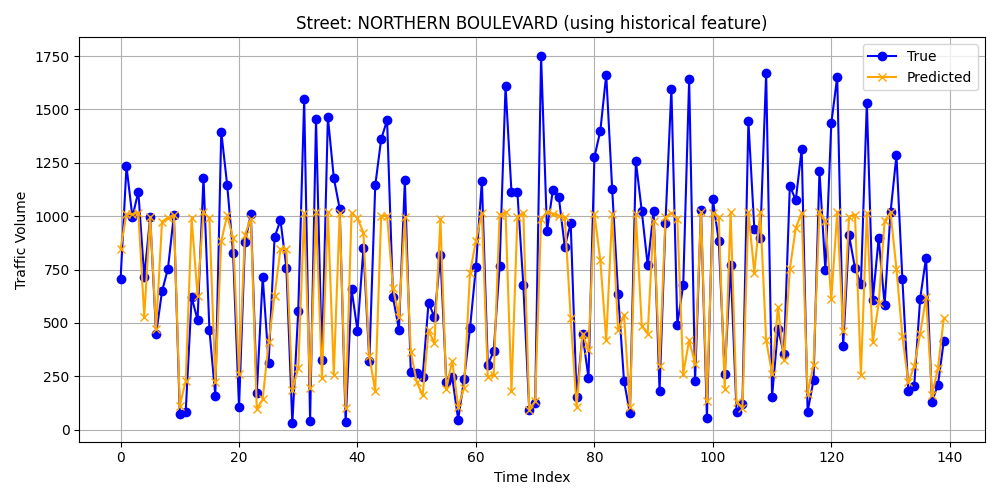 Street: NORTHERN BOULEVARD (using historical feature)
True
Predicted
Traffic Volume
1750
1500
1250
1000
750
500
250
0
0 20 40 60 80 100 120 140
Time Index